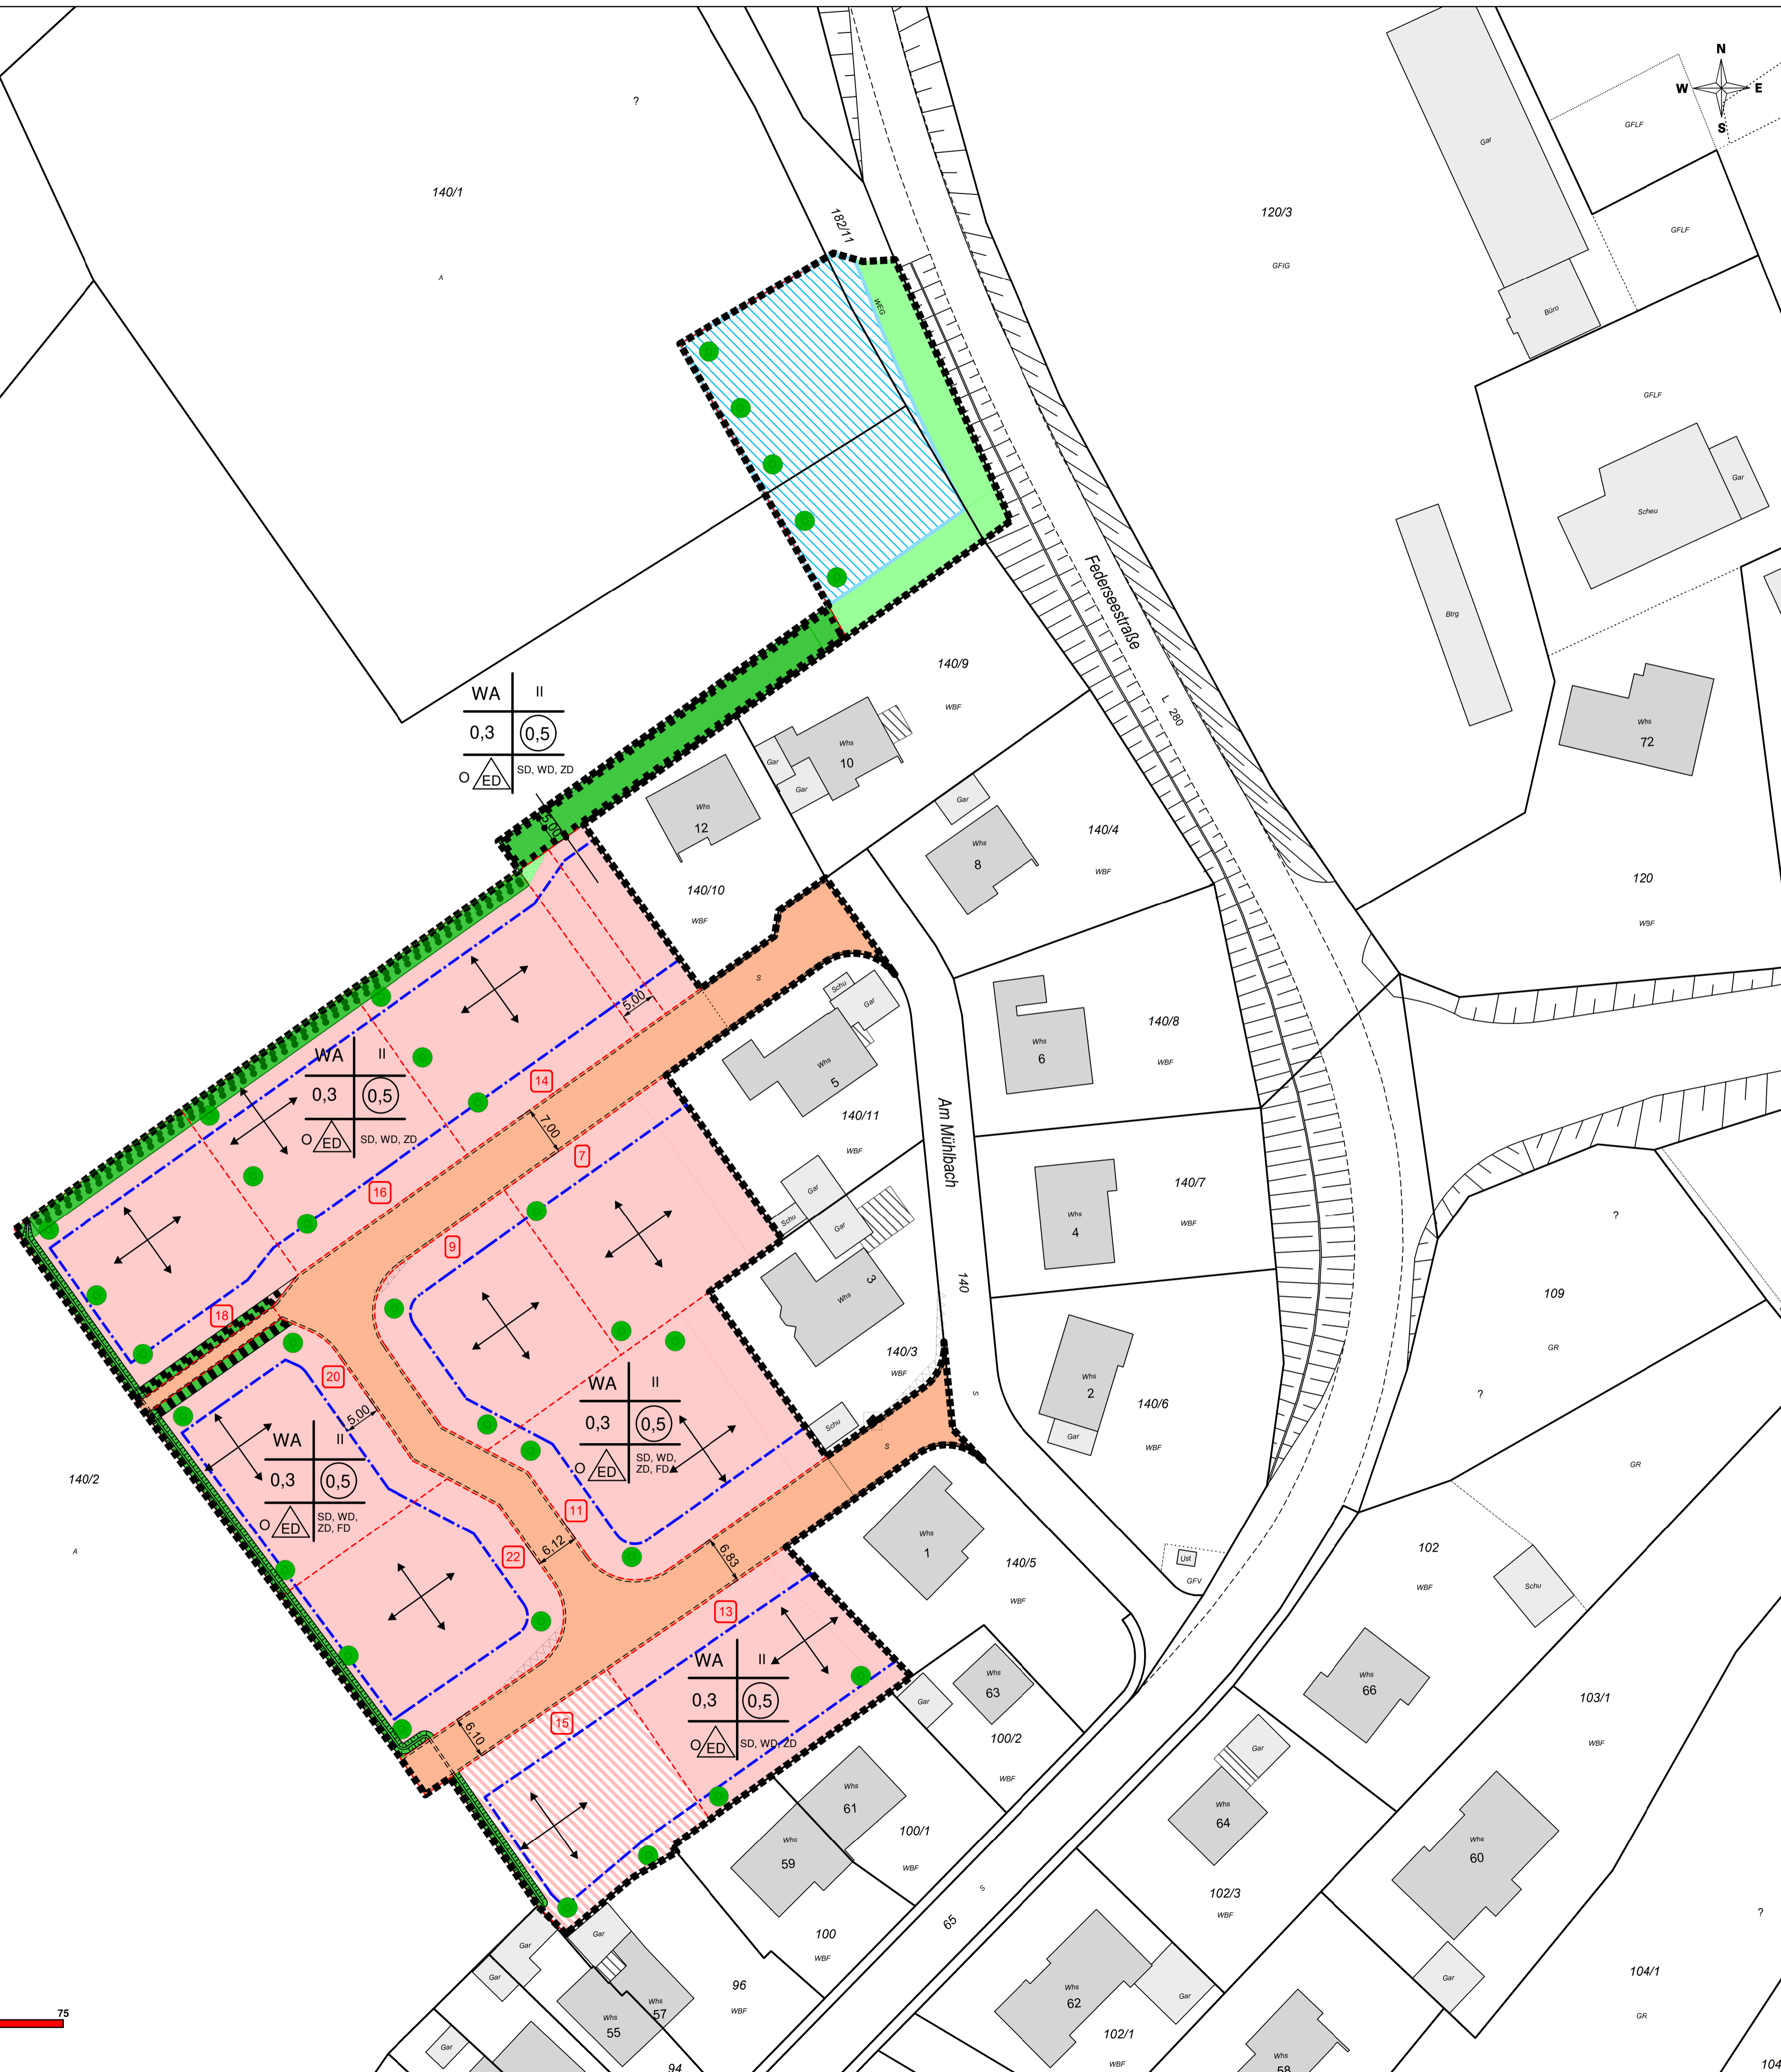 N
W
E
S
?
140/1
A
182/11
WEG
120/3
GFIG
Gar
GFLF
GFLF
Büro
GFLF
Scheu
Gar
Btrg
Whs
72
Federseestraße
L 280
140/9
WBF
WA
II
0,3
0,5
O
ED
SD, WD, ZD
5,00
Whs
12
Gar
Gar
Whs
10
Gar
Whs
8
140/4
WBF
140/10
WBF
120
WBF
S
5,00
Schu
Gar
Whs
5
140/11
WBF
Whs
6
140/8
WBF
WA
II
0,3
0,5
O
ED
SD, WD, ZD
14
7,00
7
16
9
18
20
Am Mühlbach
Gar
Schu
Gar
Whs
3
140/3
WBF
Whs
4
140/7
WBF
140
?
109
GR
?
GR
5,00
WA
II
0,3
0,5
O
ED
SD, WD,
ZD, FD
WA
II
0,3
0,5
O
ED
SD, WD,
ZD, FD
140/2
A
Schu
S
S
Whs
2
Gar
140/6
WBF
11
6,12
22
6,83
13
Whs
1
140/5
WBF
Ust
GFV
102
WBF
Schu
WA
II
0,3
0,5
O
ED
SD, WD, ZD
15
6,10
Whs
63
Gar
100/2
WBF
Whs
66
103/1
WBF
Whs
61
Whs
59
100/1
WBF
Gar
Whs
64
Whs
60
102/3
WBF
100
WBF
S
65
?
Gar
Gar
Gar
Whs
57
Whs
55
96
WBF
Whs
62
Gar
Gar
104/1
GR
75
Gar
94
102/1
WBF
Whs
58
104